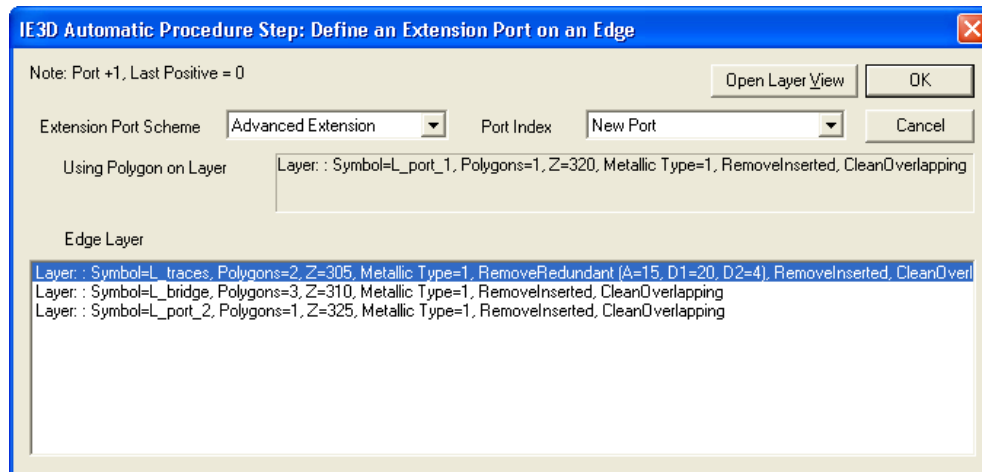 IE3D Automatic Procedure Step: Define an Extension Port on an Edge
Note: Port +1, Last Positive = 0
Open Layer View
OK
Extension Port Scheme
Advanced Extension
Port Index
New Port
Cancel
Using Polygon on Layer
Layer: : Symbol=L_port_1, Polygons=1, Z=320, Metallic Type=1, RemoveInserted, CleanOverlapping
Edge Layer
Layer: : Symbol=L_traces, Polygons=2, Z=305, Metallic Type=1, RemoveRedundant (A=15, D1=20, D2=4), RemoveInserted, CleanOverl
Layer: : Symbol=L_bridge, Polygons=3, Z=310, Metallic Type=1, RemoveInserted, CleanOverlapping
Layer: : Symbol=L_port_2, Polygons=1, Z=325, Metallic Type=1, RemoveInserted, CleanOverlapping